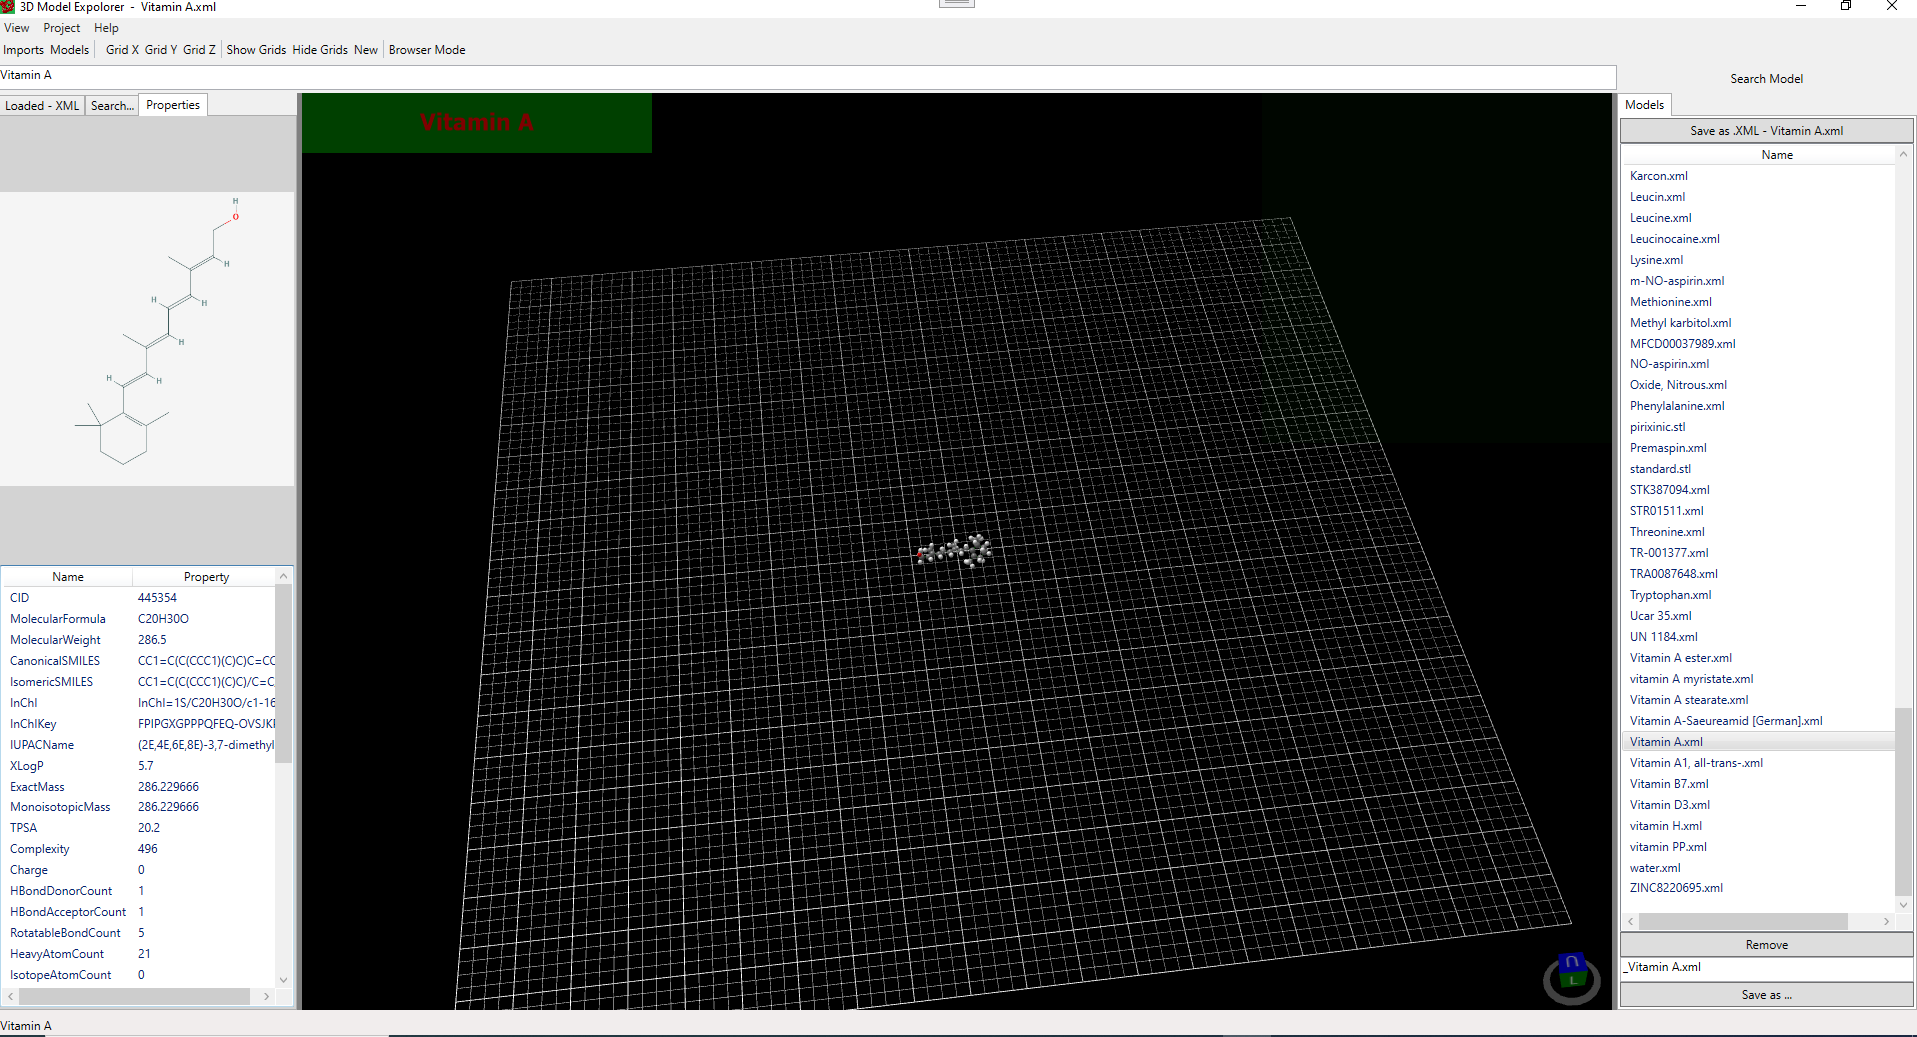 3D Model Expolorer - Vitamin A.xml
View Project Help
Imports Models Grid X Grid Y Grid Z Show Grids Hide Grids New Browser Mode
Vitamin A
Search Model
Loaded - XML Search... Properties
Vitamin A
H
O
H
H
H
H
H
H
Name Property
CID 445354
MolecularFormula C20H30O
MolecularWeight 286.5
CanonicalSMILES CC1=C(C(CCC1)(C)C)C=CC
IsomericSMILES CC1=C(C(CCC1)(C)C)/C=C
InChI InChI=1S/C20H30O/c1-16
InChIKey FPIPGXGPPPQFEQ-OVSJKI
IUPACName (2E,4E,6E,8E)-3,7-dimethyl
XLogP 5.7
ExactMass 286.229666
MonoisotopicMass 286.229666
TPSA 20.2
Complexity 496
Charge 0
HBondDonorCount 1
HBondAcceptorCount 1
RotatableBondCount 5
HeavyAtomCount 21
IsotopeAtomCount 0
U
L
Models
Save as .XML - Vitamin A.xml
Name
Karcon.xml
Leucin.xml
Leucine.xml
Leucinocaine.xml
Lysine.xml
m-NO-aspirin.xml
Methionine.xml
Methyl karbitol.xml
MFCD00037989.xml
NO-aspirin.xml
Oxide, Nitrous.xml
Phenylalanine.xml
pirixinic.stl
Premaspin.xml
standard.stl
STK387094.xml
STR01511.xml
Threonine.xml
TR-001377.xml
TRA0087648.xml
Tryptophan.xml
Ucar 35.xml
UN 1184.xml
Vitamin A ester.xml
vitamin A myristate.xml
Vitamin A stearate.xml
Vitamin A-Saeureamid [German].xml
Vitamin A.xml
Vitamin A1, all-trans-.xml
Vitamin B7.xml
Vitamin D3.xml
vitamin H.xml
vitamin PP.xml
water.xml
ZINC8220695.xml
Remove
_Vitamin A.xml
Save as ...
Vitamin A